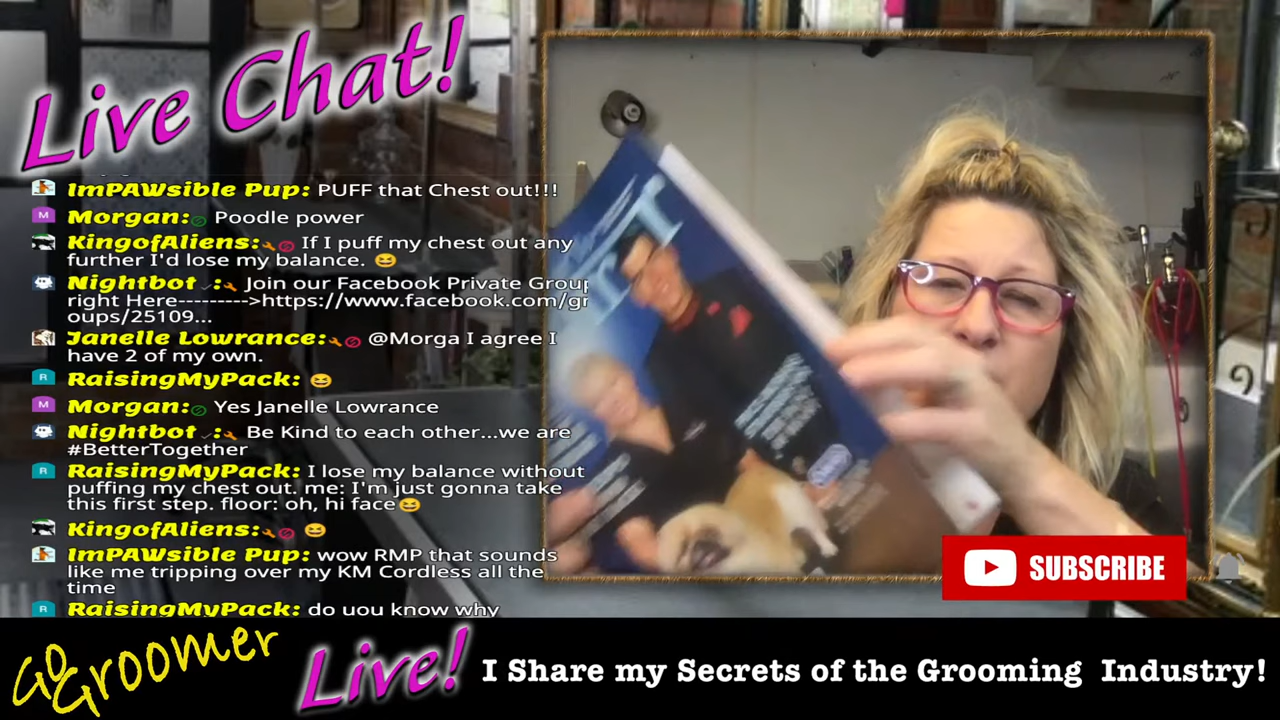 Live Chat!
ImPAWsible Pup: PUFF that Chest out!!!
M Morgan: Poodle power
KingofAliens: If I puff my chest out any
further I'd lose my balance. 😆
Nightbot: Join our Facebook Private Group
right Here--------->https://www.facebook.com/gr
oups/25109...
Janelle Lowrance: @Morga I agree I
have 2 of my own.
R RaisingMyPack: 😆
M Morgan: Yes Janelle Lowrance
Nightbot: Be Kind to each other...we are
#BetterTogether
R RaisingMyPack: I lose my balance without
puffing my chest out. me: I'm just gonna take
this first step. floor: oh, hi face😆
KingofAliens: 😆
ImPAWsible Pup: wow RMP that sounds
like me tripping over my KM Cordless all the
time
R RaisingMyPack: do you know why
SUBSCRIBE
Go Groomer Live! I Share my Secrets of the Grooming Industry!